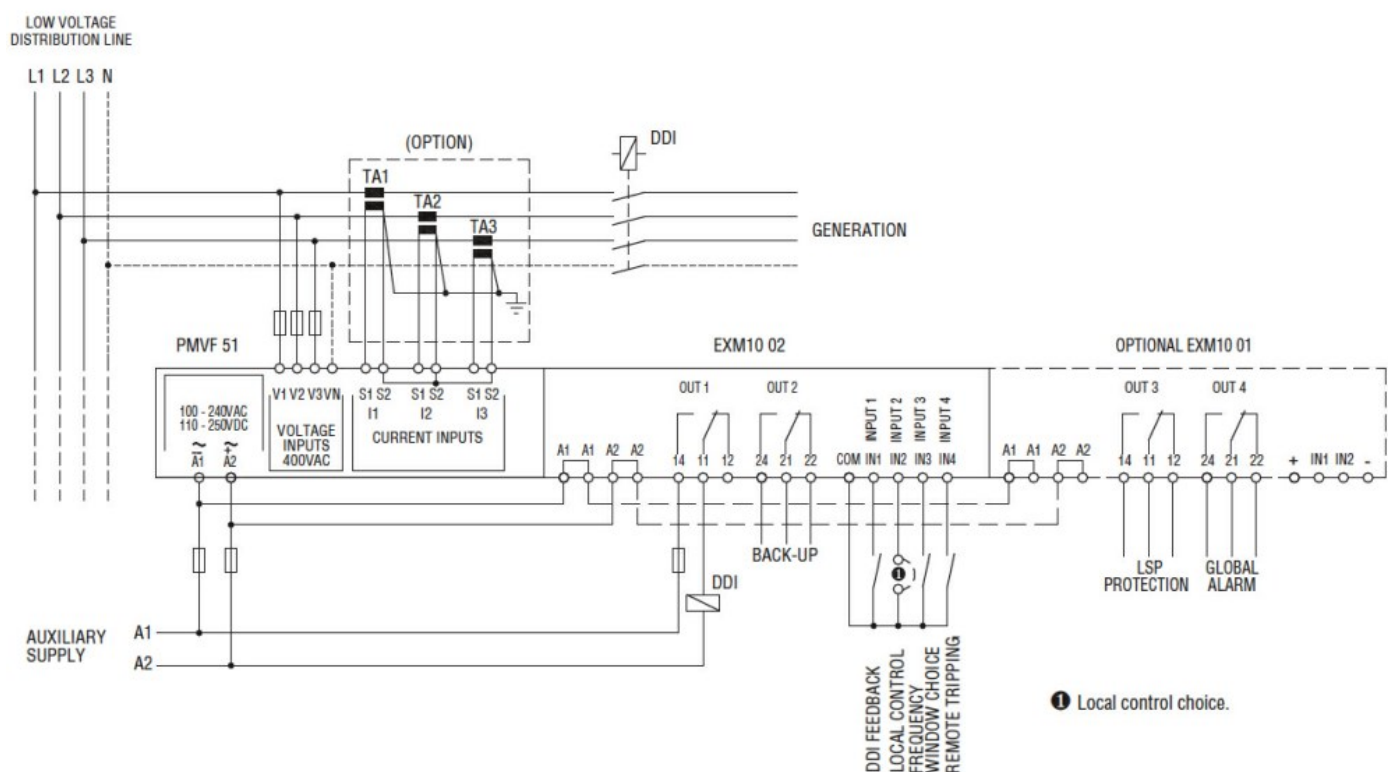 LOW VOLTAGE
DISTRIBUTION LINE
L1 L2 L3 N
(OPTION)
DDI
TA1
TA2
TA3
GENERATION
PMVF 51
EXM10 02
OPTIONAL EXM10 01
100 - 240VAC
110 - 250VDC
A1 A2
V1 V2 V3 VN
VOLTAGE
INPUTS
400VAC
S1 S2 S1 S2 S1 S2
I1 I2 I3
CURRENT INPUTS
OUT 1
OUT 2
INPUT 1
INPUT 2
INPUT 3
INPUT 4
OUT 3
OUT 4
A1 A1 A2 A2
14 11 12
24 21 22
COM IN1 IN2 IN3 IN4
A1 A1 A2 A2
14 11 12
24 21 22
+ IN1 IN2 -
BACK-UP
1
LSP
PROTECTION
GLOBAL
ALARM
DDI
AUXILIARY
SUPPLY
A1
A2
DDI FEEDBACK
LOCAL CONTROL
FREQUENCY
WINDOW CHOICE
REMOTE TRIPPING
1 Local control choice.